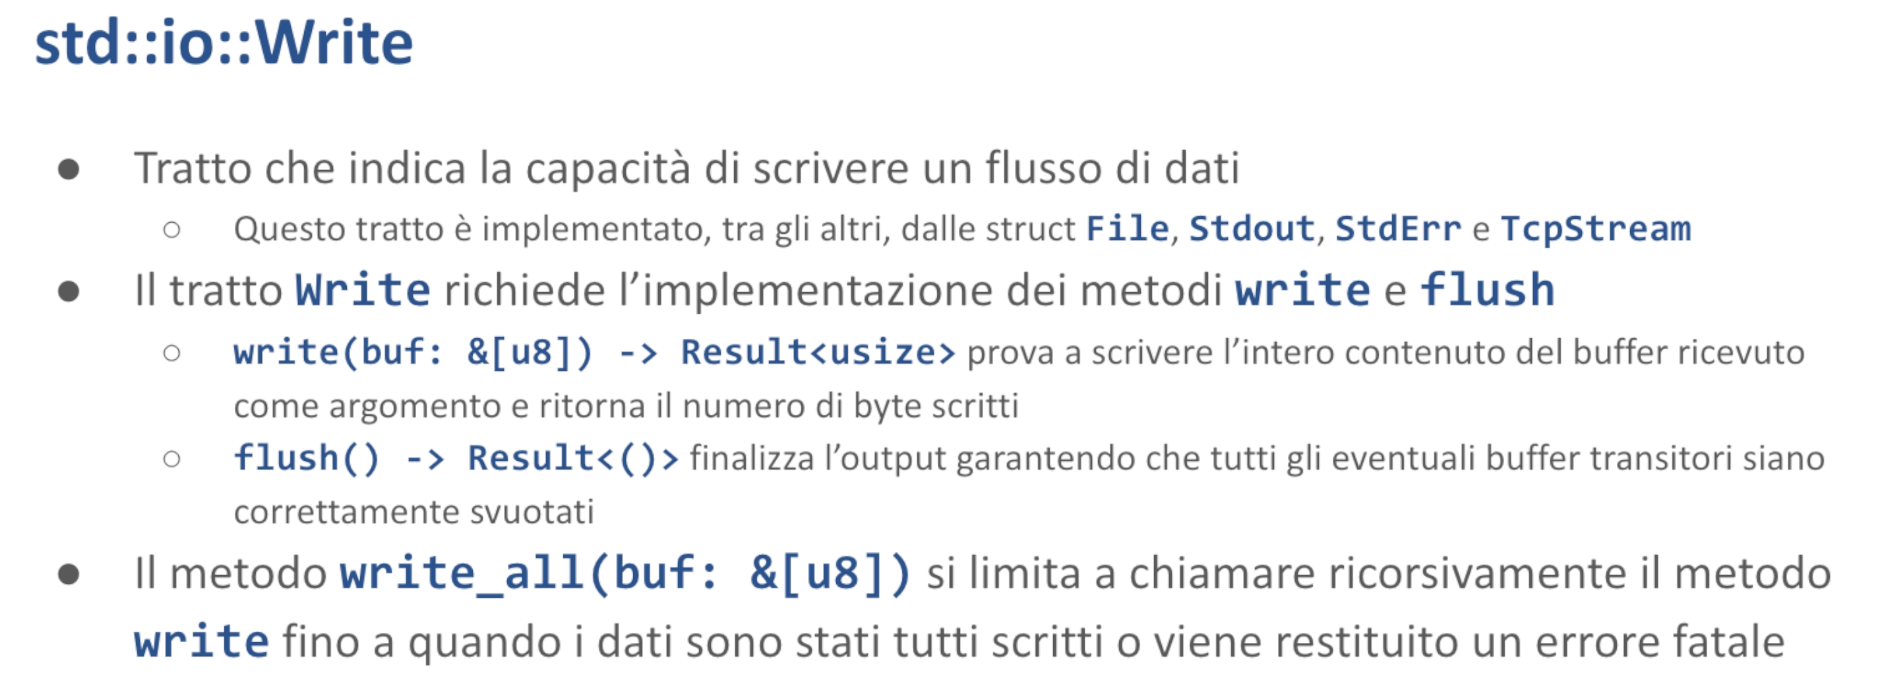 std::io::Write
● Tratto che indica la capacità di scrivere un flusso di dati
○ Questo tratto è implementato, tra gli altri, dalle struct File, Stdout, StdErr e TcpStream
● Il tratto Write richiede l’implementazione dei metodi write e flush
○ write(buf: &[u8]) -> Result<usize> prova a scrivere l’intero contenuto del buffer ricevuto
come argomento e ritorna il numero di byte scritti
○ flush() -> Result<()> finalizza l’output garantendo che tutti gli eventuali buffer transitori siano
correttamente svuotati
● Il metodo write_all(buf: &[u8]) si limita a chiamare ricorsivamente il metodo
write fino a quando i dati sono stati tutti scritti o viene restituito un errore fatale